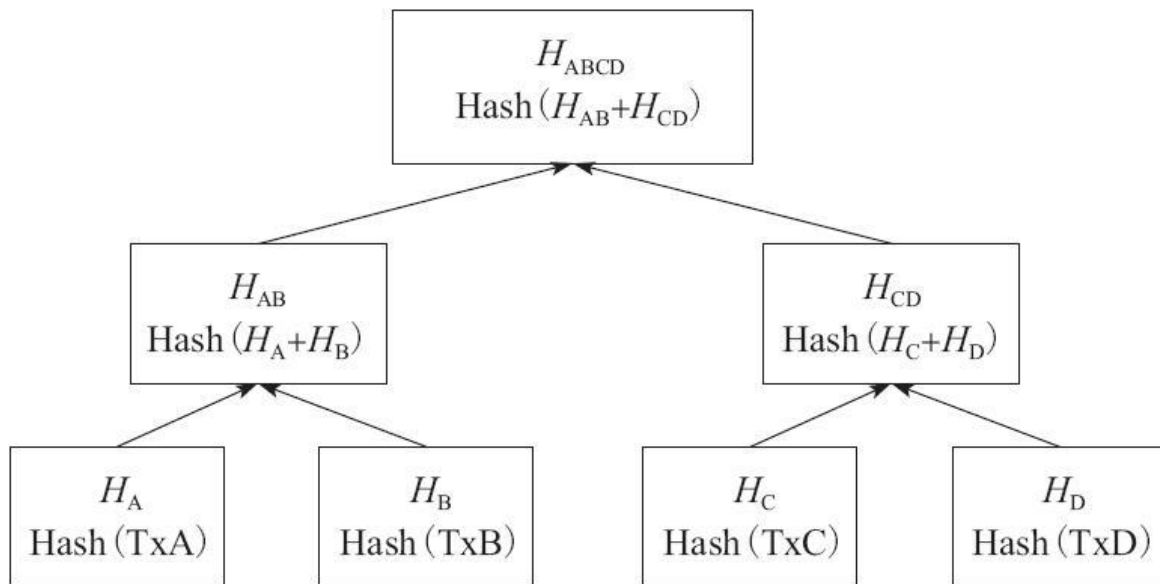 H_ABCD
Hash(H_AB+H_CD)
H_AB
Hash(H_A+H_B)
H_CD
Hash(H_C+H_D)
H_A
Hash(TxA)
H_B
Hash(TxB)
H_C
Hash(TxC)
H_D
Hash(TxD)